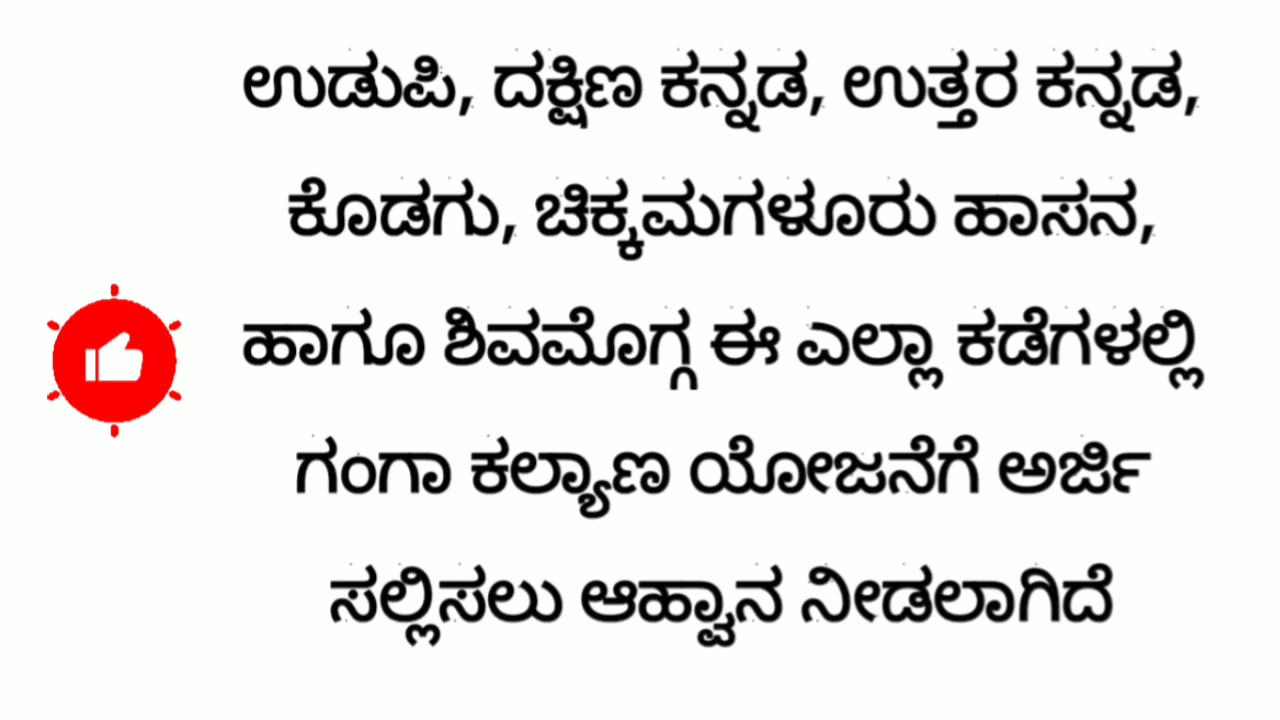 ಉಡುಪಿ, ದಕ್ಷಿಣ ಕನ್ನಡ, ಉತ್ತರ ಕನ್ನಡ,
ಕೊಡಗು, ಚಿಕ್ಕಮಗಳೂರು ಹಾಸನ,
ಹಾಗೂ ಶಿವಮೊಗ್ಗ ಈ ಎಲ್ಲಾ ಕಡೆಗಳಲ್ಲಿ
ಗಂಗಾ ಕಲ್ಯಾಣ ಯೋಜನೆಗೆ ಅರ್ಜಿ
ಸಲ್ಲಿಸಲು ಆಹ್ವಾನ ನೀಡಲಾಗಿದೆ